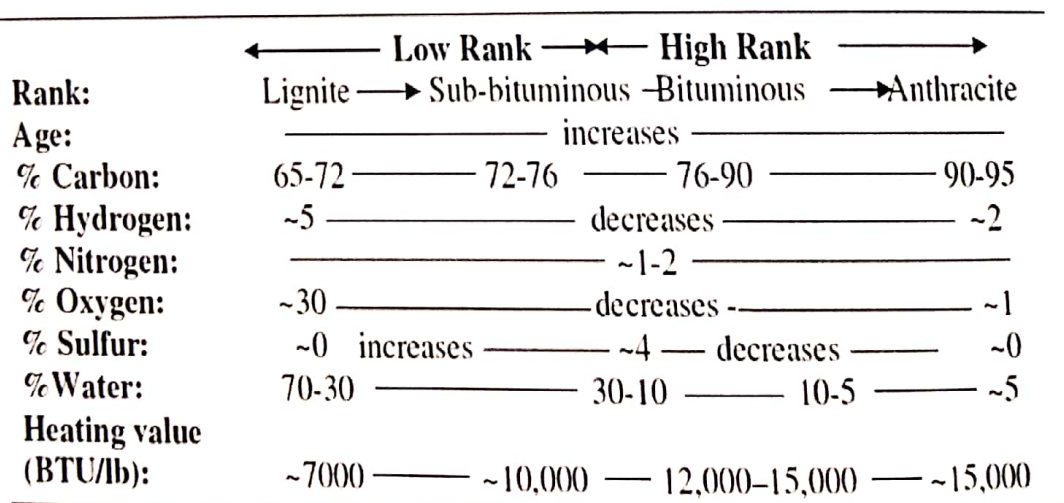 Low Rank High Rank
Rank: Lignite Sub-bituminous Bituminous Anthracite
Age: increases
% Carbon: 65-72 72-76 76-90 90-95
% Hydrogen: ~5 decreases ~2
% Nitrogen: ~1-2
% Oxygen: ~30 decreases ~1
% Sulfur: ~0 increases ~4 decreases ~0
%Water: 70-30 30-10 10-5 ~5
Heating value
(BTU/lb): ~7000 ~10,000 12,000–15,000 ~15,000